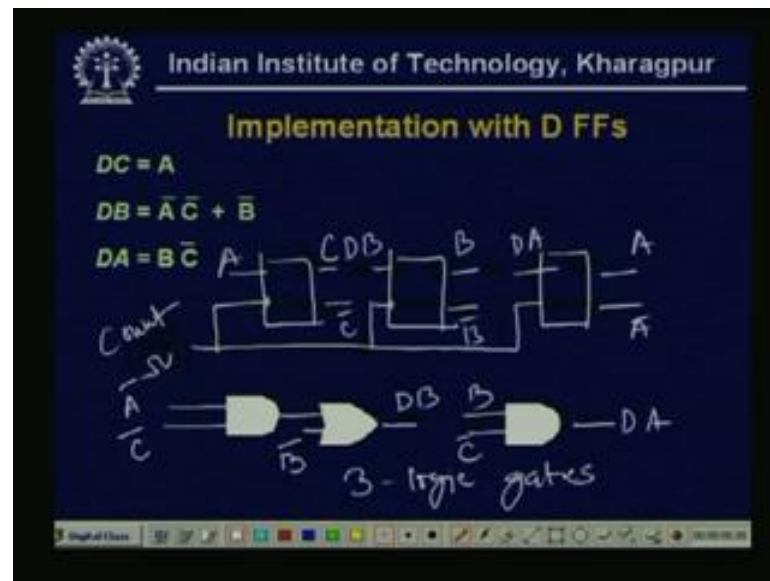 Indian Institute of Technology, Kharagpur
Implementation with D FFs
DC = A
DB = A̅ C̅ + B̅
DA = B C̅
A C DB B DA A
C̅ B̅ A̅
Count
A̅
C̅
B̅
DB
B
C̅
DA
3-logic gates